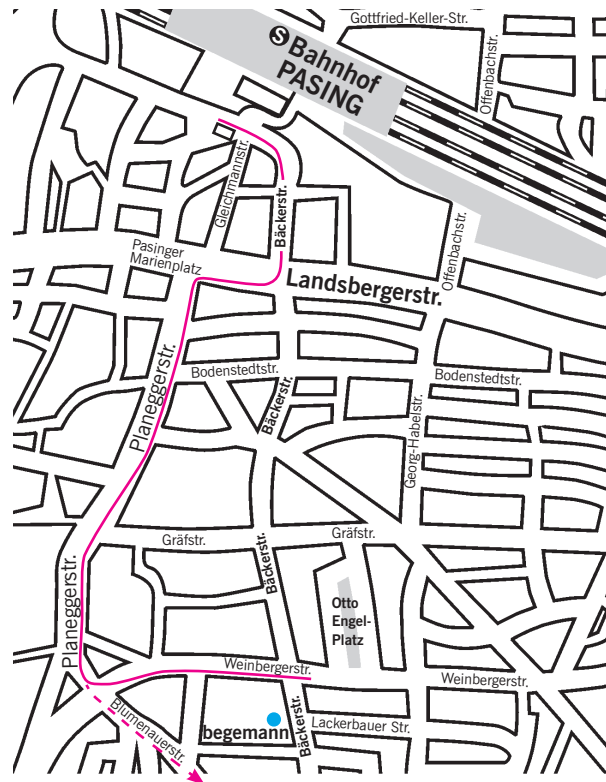 Gottfried-Keller-Str.
S Bahnhof
PASING
Offenbachstr.
Gleichmannstr.
Bäckerstr.
Offenbachstr.
Pasinger
Marienplatz
Landsbergerstr.
Planeggerstr.
Bodenstedtstr.
Bodenstedtstr.
Bäckerstr.
Georg-Habelstr.
Gräfstr.
Gräfstr.
Bäckerstr.
Planeggerstr.
Otto
Engel-
Platz
Weinbergerstr.
Weinbergerstr.
Blumenauerstr.
Bäckerstr.
Lackerbauer Str.
begemann